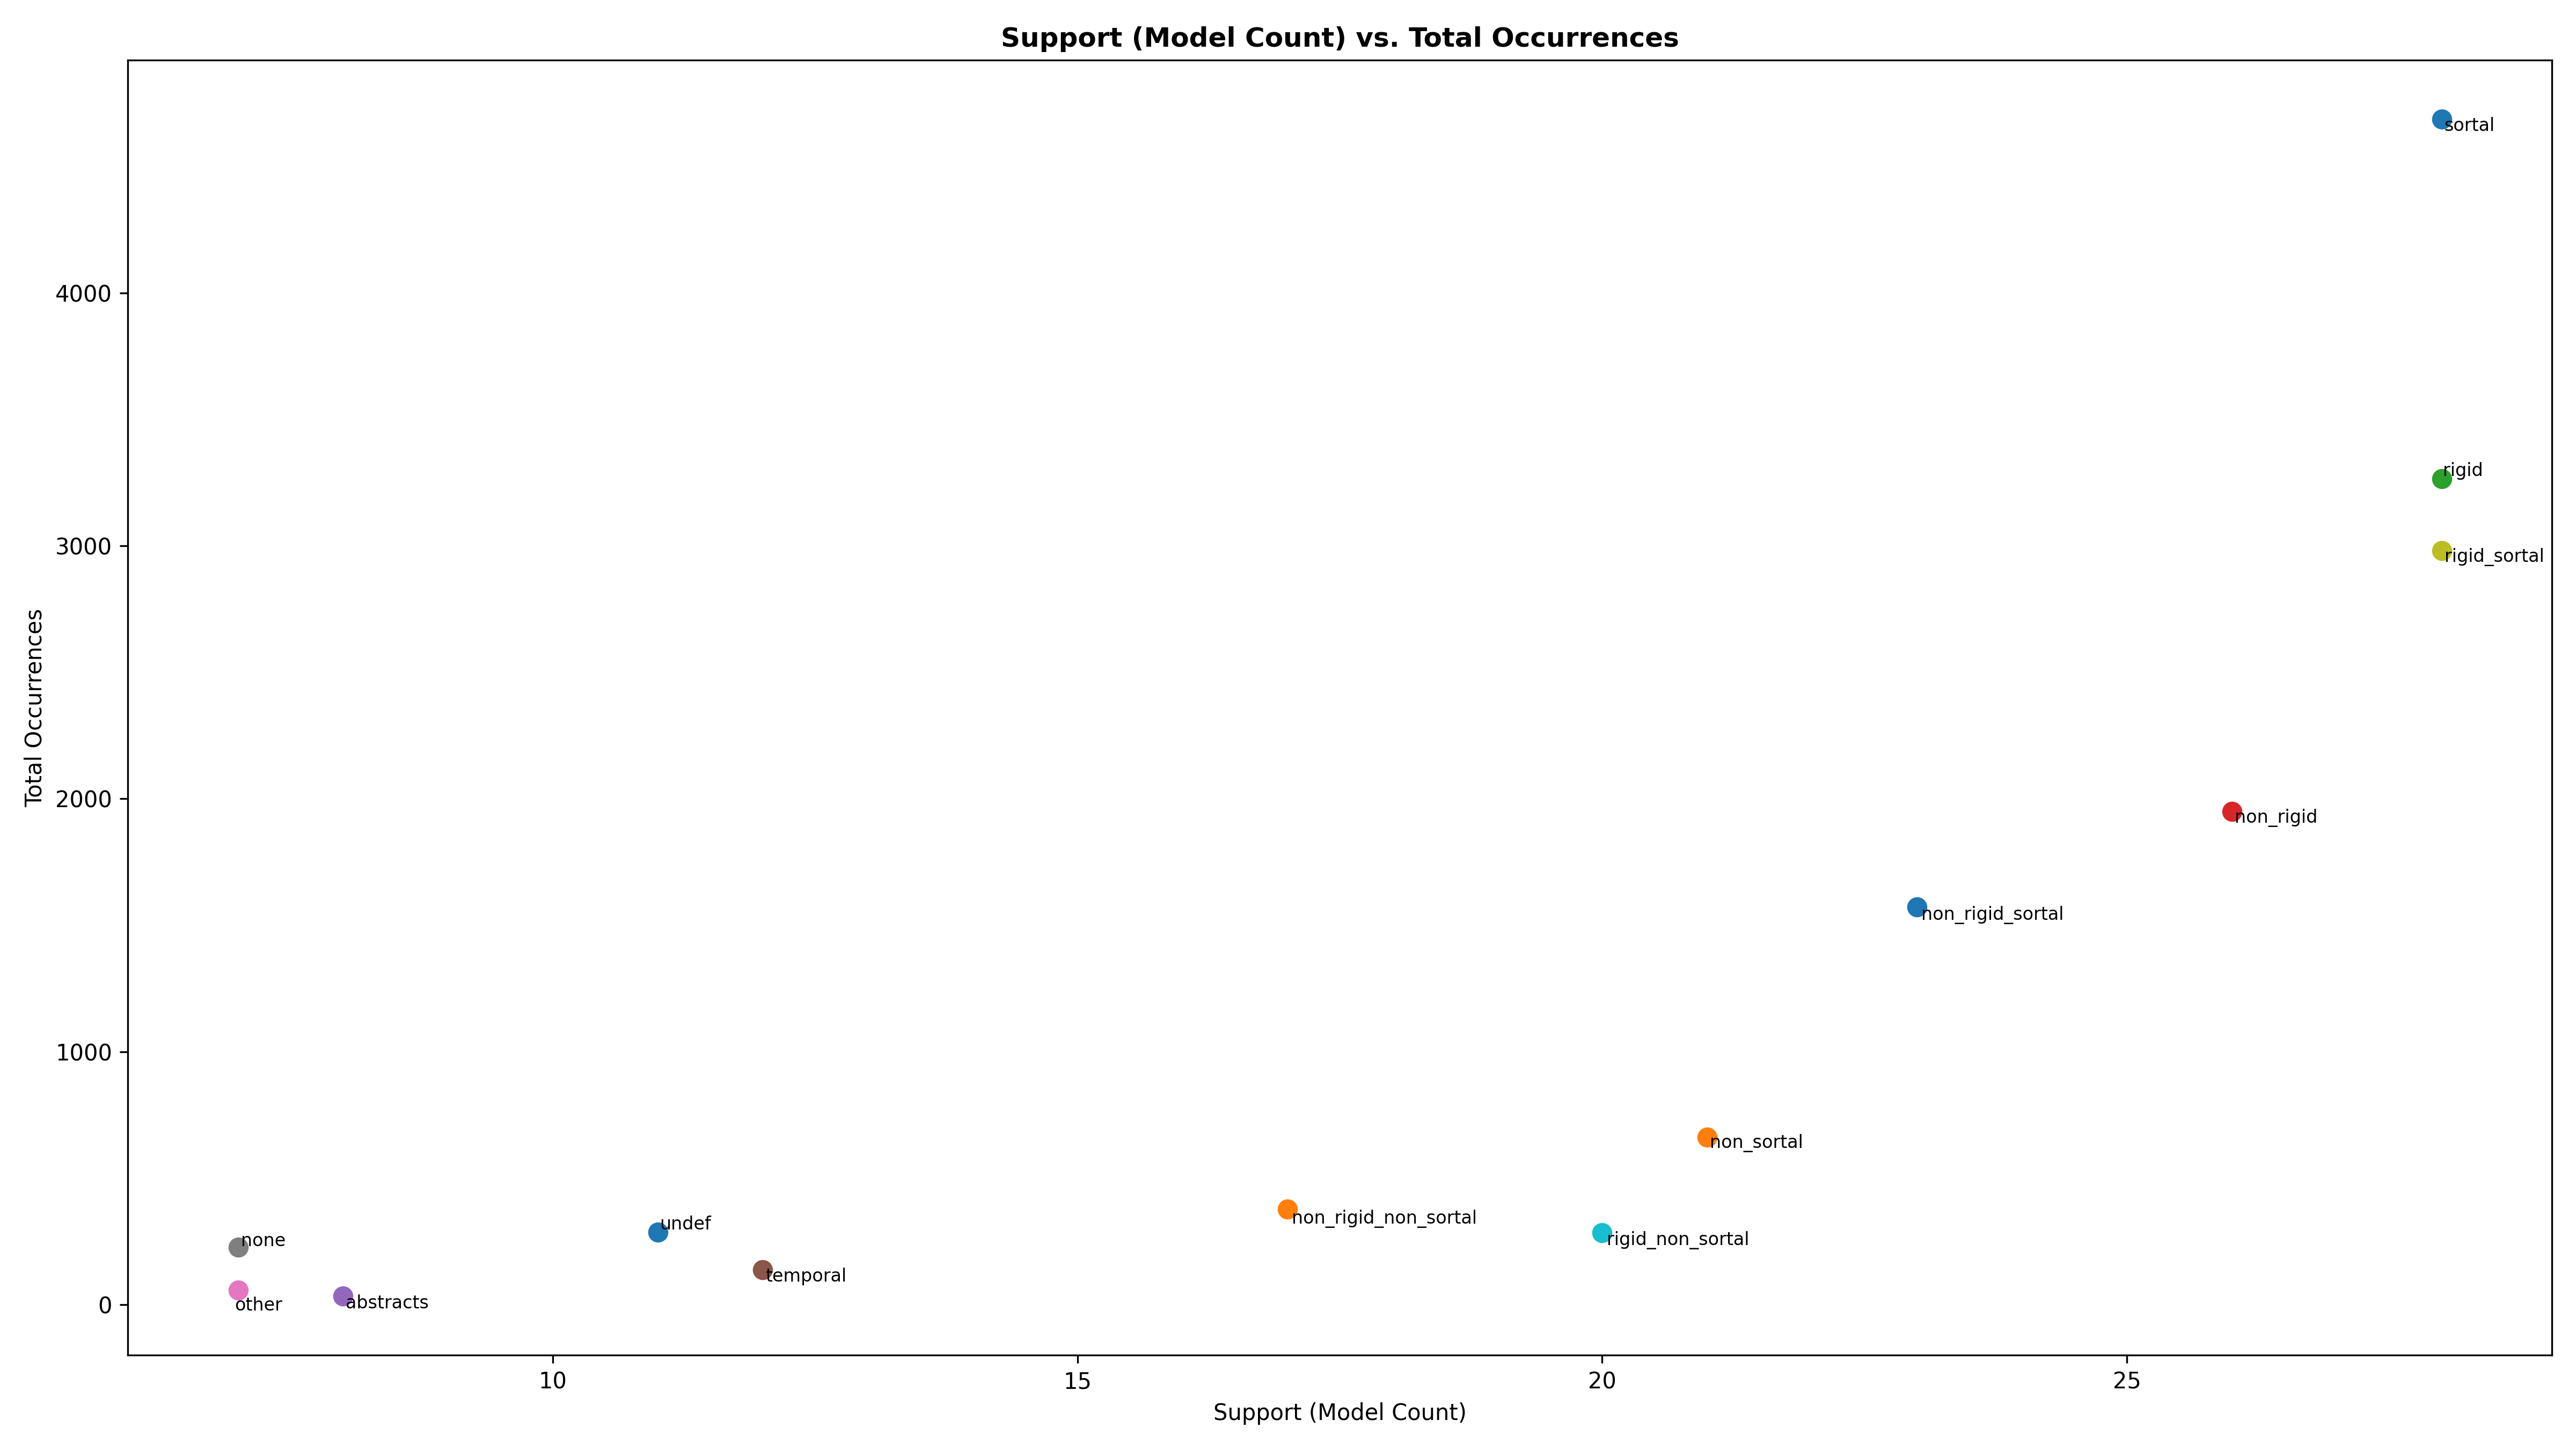 Support (Model Count) vs. Total Occurrences
Total Occurrences
4000
3000
2000
1000
0
sortal
rigid
rigid_sortal
non_rigid
non_rigid_sortal
non_sortal
non_rigid_non_sortal
rigid_non_sortal
undef
none
temporal
other
abstracts
10
15
20
25
Support (Model Count)